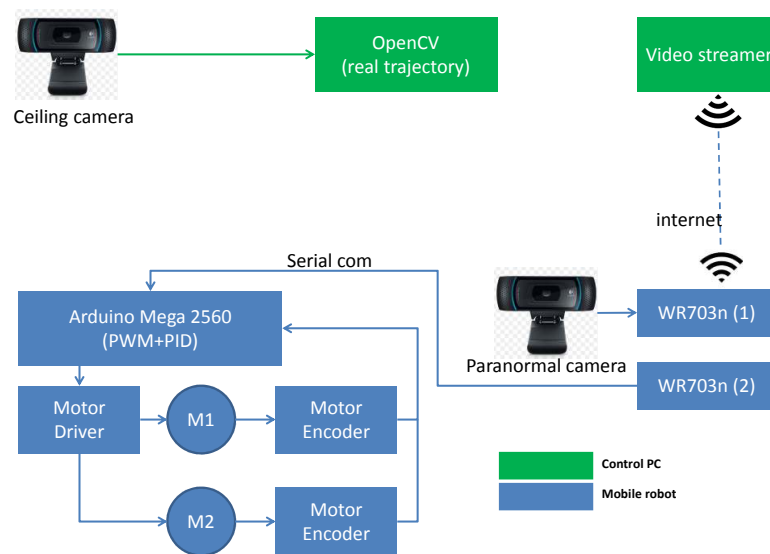 OpenCV
(real trajectory)
Video streamer
Ceiling camera
internet
Serial com
Arduino Mega 2560
(PWM+PID)
WR703n (1)
Paranormal camera
WR703n (2)
Motor
Driver
M1
Motor
Encoder
M2
Motor
Encoder
Control PC
Mobile robot